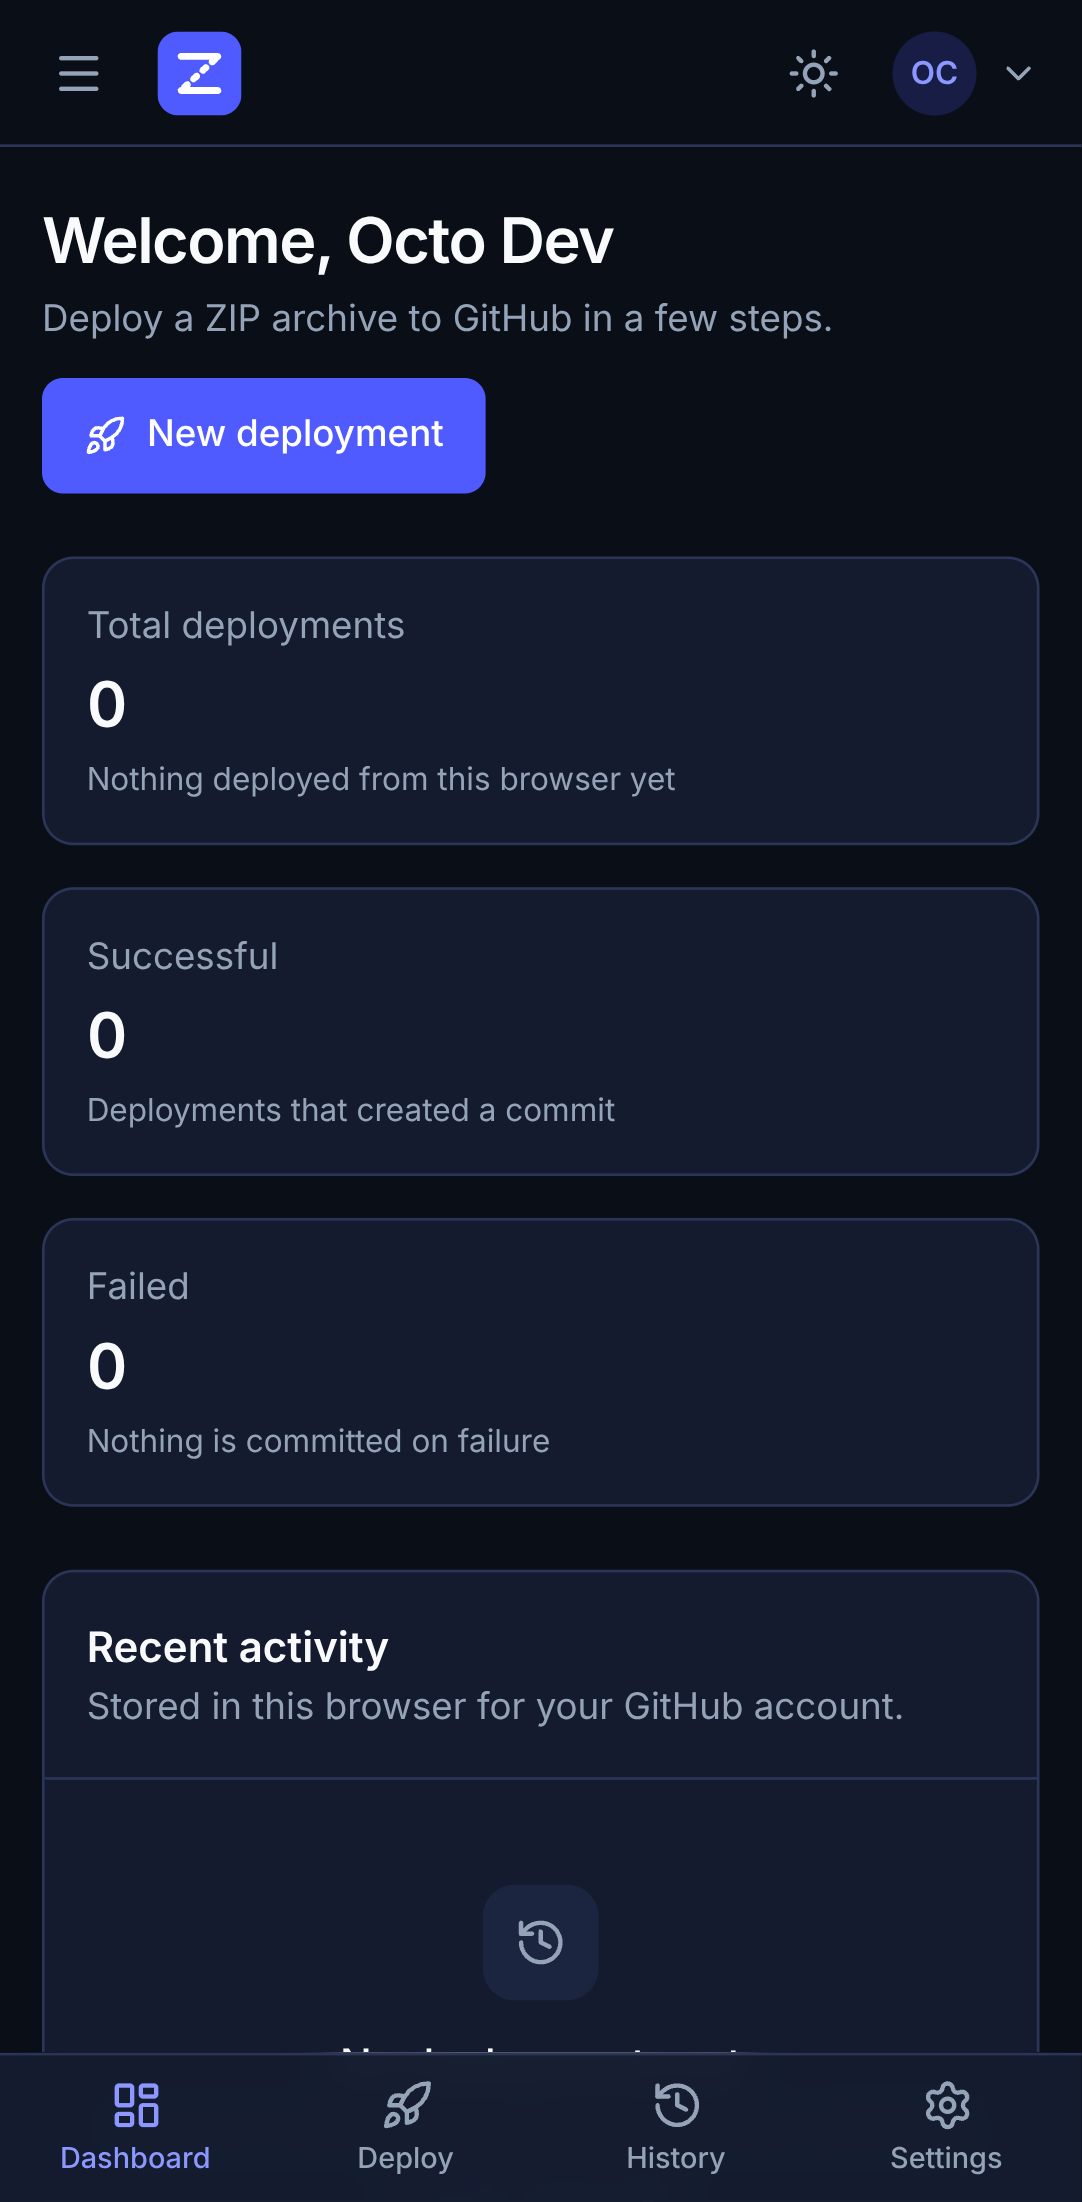 OC
Welcome, Octo Dev
Deploy a ZIP archive to GitHub in a few steps.
New deployment
Total deployments
0
Nothing deployed from this browser yet
Successful
0
Deployments that created a commit
Failed
0
Nothing is committed on failure
Recent activity
Stored in this browser for your GitHub account.
Dashboard
Deploy
History
Settings